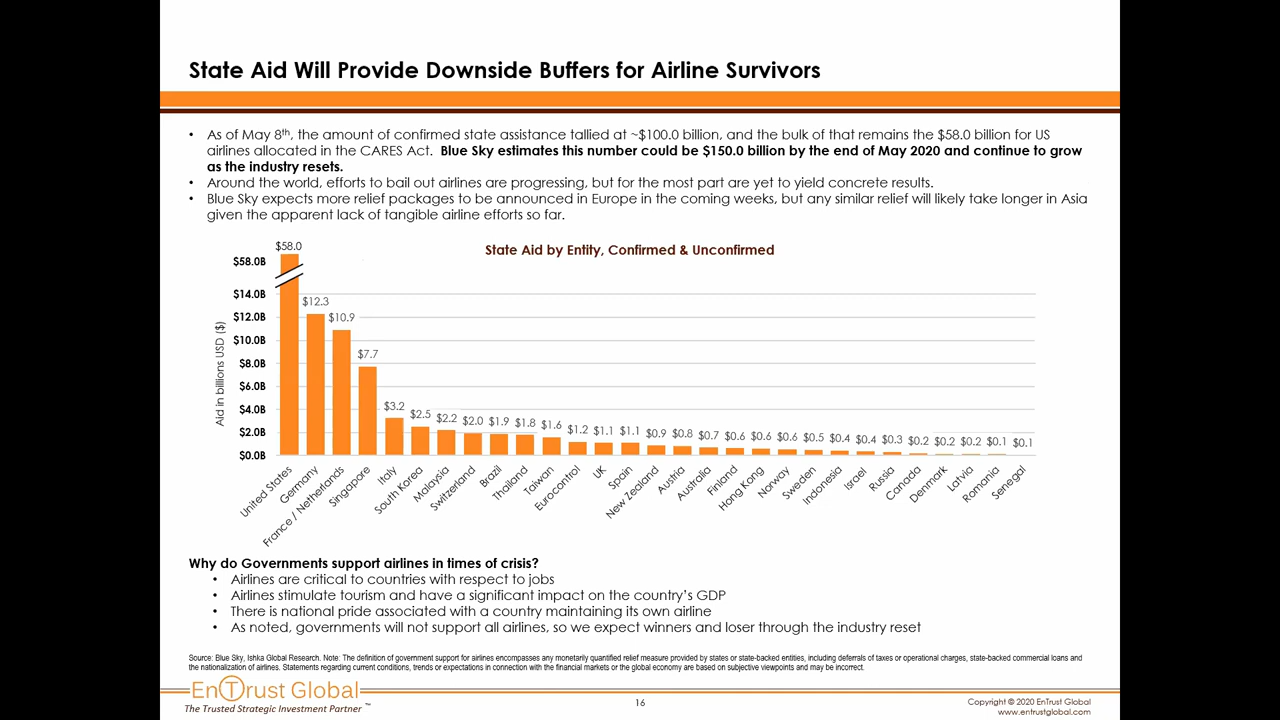 State Aid Will Provide Downside Buffers for Airline Survivors
• As of May 8th, the amount of confirmed state assistance tallied at ~$100.0 billion, and the bulk of that remains the $58.0 billion for US
airlines allocated in the CARES Act. Blue Sky estimates this number could be $150.0 billion by the end of May 2020 and continue to grow
as the industry resets.
• Around the world, efforts to bail out airlines are progressing, but for the most part are yet to yield concrete results.
• Blue Sky expects more relief packages to be announced in Europe in the coming weeks, but any similar relief will likely take longer in Asia
given the apparent lack of tangible airline efforts so far.
State Aid by Entity, Confirmed & Unconfirmed
Aid in billions USD ($)
$58.0B
$14.0B
$12.0B
$10.0B
$8.0B
$6.0B
$4.0B
$2.0B
$0.0B
$58.0
$12.3
$10.9
$7.7
$3.2
$2.5
$2.2
$2.0
$1.9
$1.8
$1.6
$1.2
$1.1
$1.1
$0.9
$0.8
$0.7
$0.6
$0.6
$0.6
$0.5
$0.4
$0.4
$0.3
$0.2
$0.2
$0.2
$0.1
$0.1
United States
Germany
France / Netherlands
Singapore
Italy
South Korea
Malaysia
Switzerland
Brazil
Thailand
Taiwan
Eurocontrol
UK
Spain
New Zealand
Austria
Australia
Finland
Hong Kong
Norway
Sweden
Indonesia
Israel
Russia
Canada
Denmark
Latvia
Romania
Senegal
Why do Governments support airlines in times of crisis?
• Airlines are critical to countries with respect to jobs
• Airlines stimulate tourism and have a significant impact on the country's GDP
• There is national pride associated with a country maintaining its own airline
• As noted, governments will not support all airlines, so we expect winners and loser through the industry reset
Source: Blue Sky, Ishka Global Research. Note: The definition of government support for airlines encompasses any monetarily quantified relief measure provided by states or state-backed entities, including deferrals of taxes or operational charges, state-backed commercial loans and
the nationalization of airlines. Statements regarding current conditions, trends or expectations in connection with the financial markets or the global economy are based on subjective viewpoints and may be incorrect.
EnTrust Global
The Trusted Strategic Investment Partner ™
16
Copyright © 2020 EnTrust Global
www.entrustglobal.com